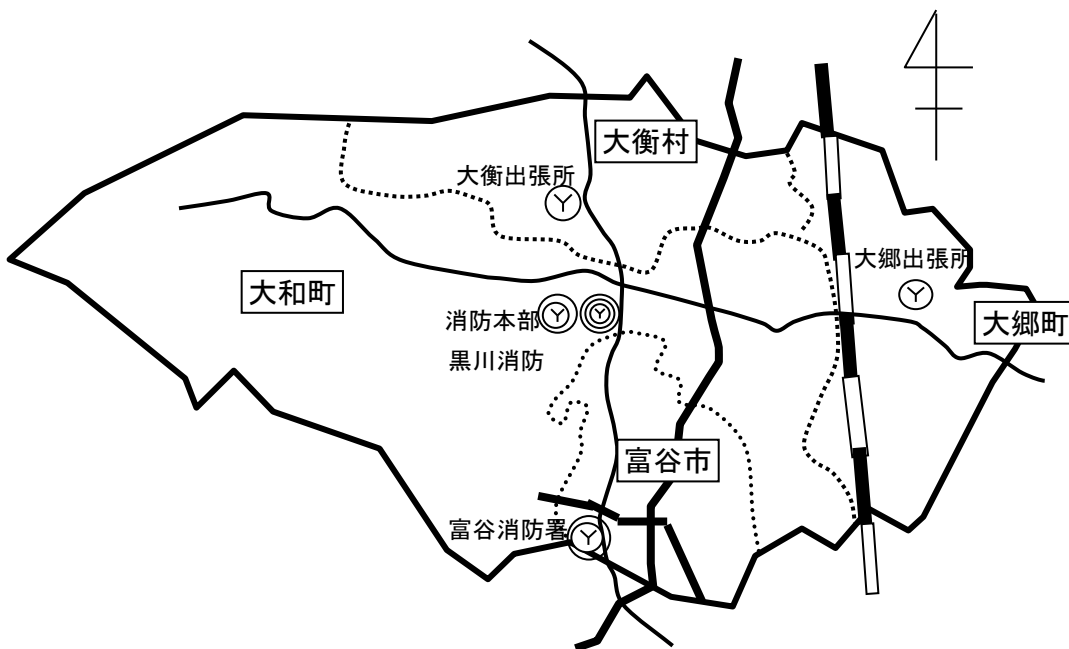 大衡村
大衡出張所
大郷出張所
大和町
大郷町
消防本部
黒川消防
富谷市
富谷消防署